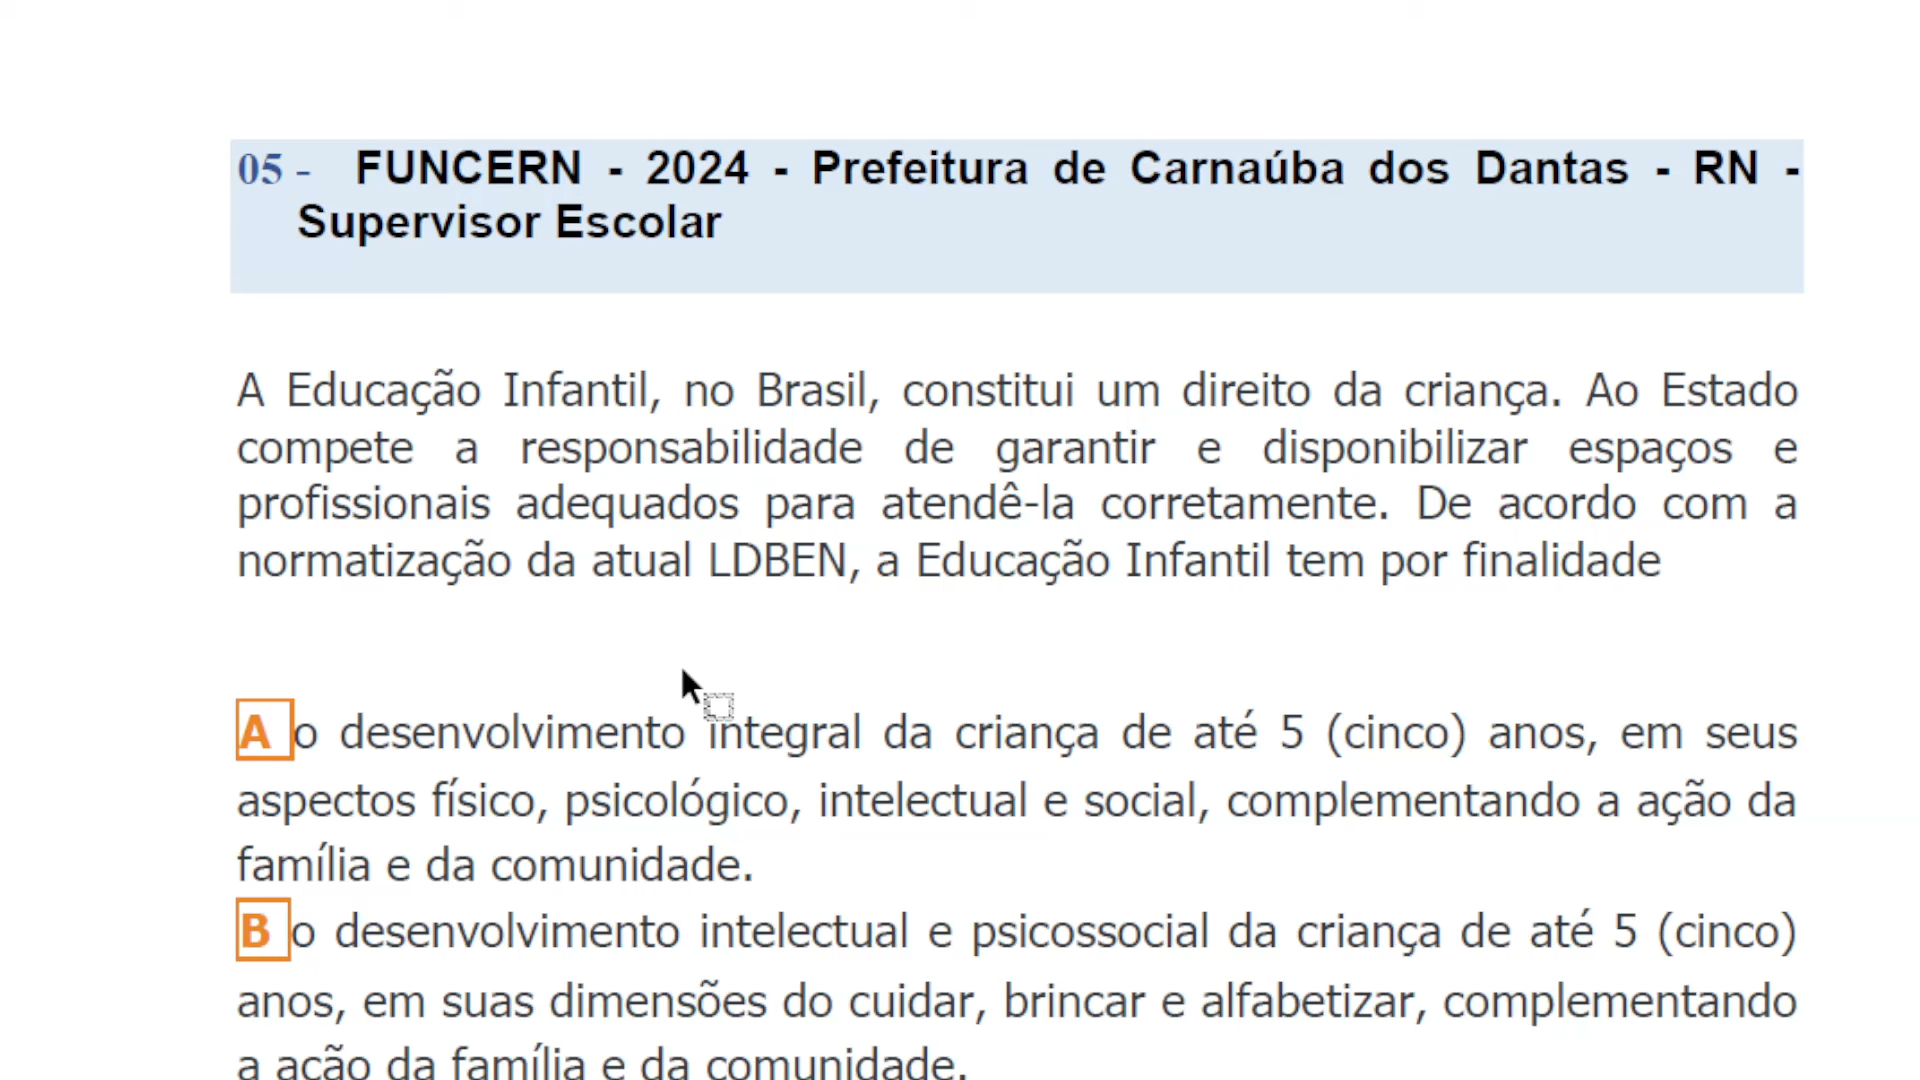 05 - FUNCERN - 2024 - Prefeitura de Carnaúba dos Dantas - RN -
Supervisor Escolar
A Educação Infantil, no Brasil, constitui um direito da criança. Ao Estado
compete a responsabilidade de garantir e disponibilizar espaços e
profissionais adequados para atendê-la corretamente. De acordo com a
normatização da atual LDBEN, a Educação Infantil tem por finalidade
A o desenvolvimento integral da criança de até 5 (cinco) anos, em seus
aspectos físico, psicológico, intelectual e social, complementando a ação da
família e da comunidade.
B o desenvolvimento intelectual e psicossocial da criança de até 5 (cinco)
anos, em suas dimensões do cuidar, brincar e alfabetizar, complementando
a ação da família e da comunidade.